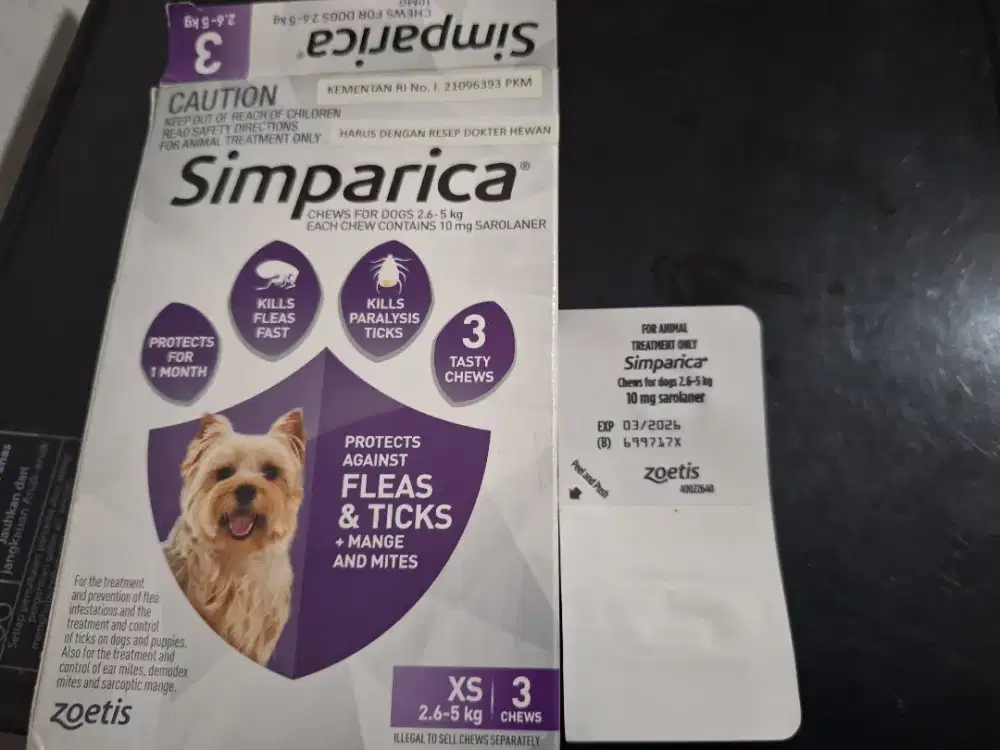 3
2.6-5 kg
Simparica®
CHEWS FOR DOGS 2.6-5 kg
10MG
CAUTION
KEEP OUT OF REACH OF CHILDREN
READ SAFETY DIRECTIONS
FOR ANIMAL TREATMENT ONLY
KEMENTAN RI No. I. 21096393 PKM
HARUS DENGAN RESEP DOKTER HEWAN
Simparica®
CHEWS FOR DOGS 2.6-5 kg
EACH CHEW CONTAINS 10 mg SAROLANER
PROTECTS
FOR
1 MONTH
KILLS
FLEAS
FAST
KILLS
PARALYSIS
TICKS
3
TASTY
CHEWS
PROTECTS
AGAINST
FLEAS
& TICKS
+ MANGE
AND MITES
For the treatment
and prevention of flea
infestations and the
treatment and control
of ticks on dogs and puppies.
Also for the treatment and
control of ear mites, demodex
mites and sarcoptic mange.
zoetis
XS
2.6-5 kg
3
CHEWS
ILLEGAL TO SELL CHEWS SEPARATELY
FOR ANIMAL
TREATMENT ONLY
Simparica®
Chews for dogs 2.6-5 kg
10 mg sarolaner
EXP 03/2026
(B) 699717X
Peel and Push
zoetis
40022640
Jauhkan dari
jangkauan